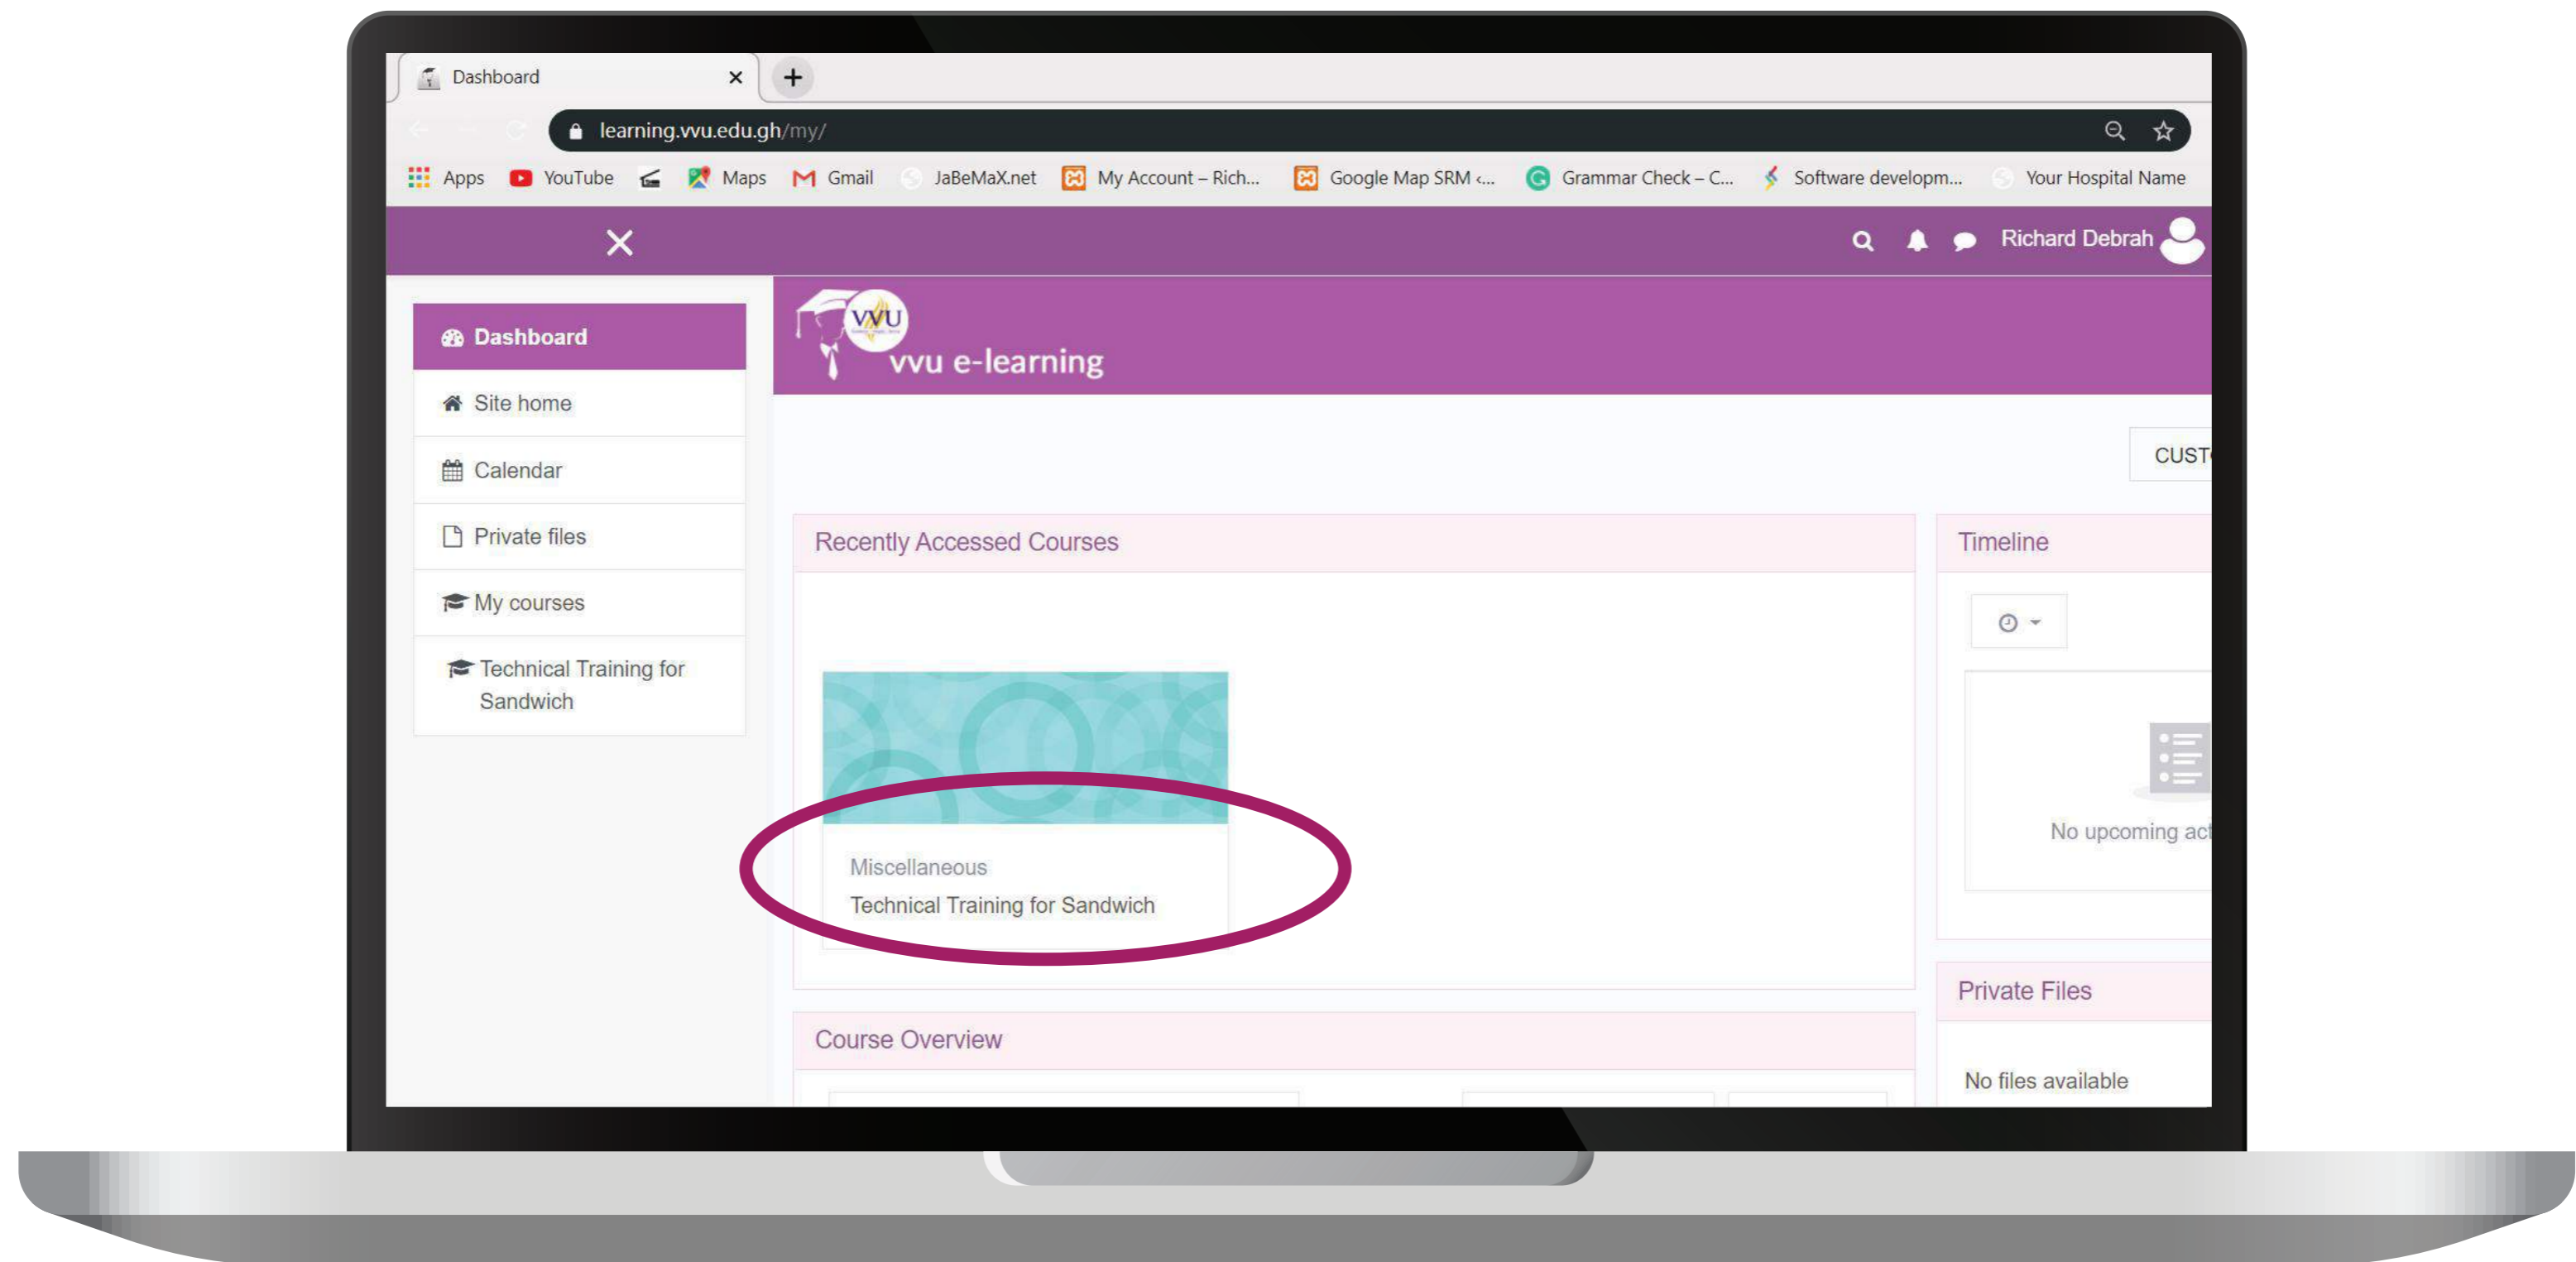 Dashboard
learning.vvu.edu.gh/my/
Apps YouTube Maps Gmail JaBeMaX.net My Account – Rich... Google Map SRM ‹... Grammar Check – C... Software developm... Your Hospital Name
Richard Debrah
Dashboard
Site home
Calendar
Private files
My courses
Technical Training for
Sandwich
VVU
vvu e-learning
CUST
Recently Accessed Courses
Miscellaneous
Technical Training for Sandwich
Course Overview
Timeline
No upcoming act
Private Files
No files available